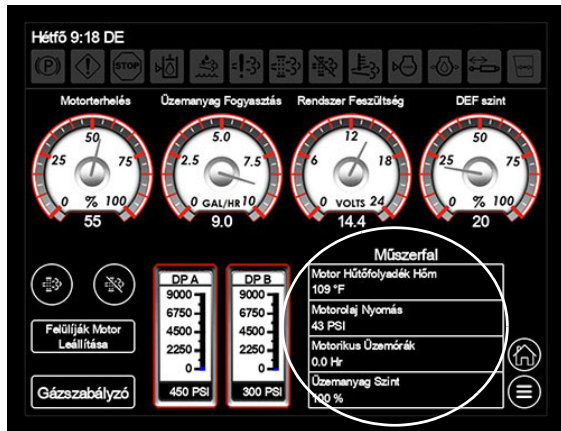 Hétfő 9:18 DE
(P)
STOP
Motorterhelés
Üzemanyag Fogyasztás
Rendszer Feszültség
DEF szint
0 25 50 75 100
%
55
0 2.5 5.0 7.5 10
GAL/HR
9.0
0 6 12 18 24
VOLTS
14.4
0 25 50 75 100
%
20
Műszerfal
Motor Hűtőfolyadék Hőm
109 °F
Motorolaj Nyomás
43 PSI
Motorikus Üzemórák
0.0 Hr
Üzemanyag Szint
100 %
DP A
9000
6750
4500
2250
0
450 PSI
DP B
9000
6750
4500
2250
0
300 PSI
Felülíják Motor
Leállítása
Gázszabályzó